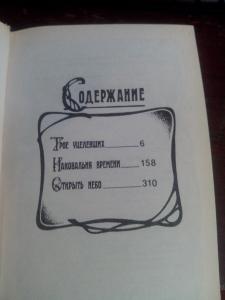 Содержание
Трое уцелевших 6
Наковальня времени 158
Открыть небо 310